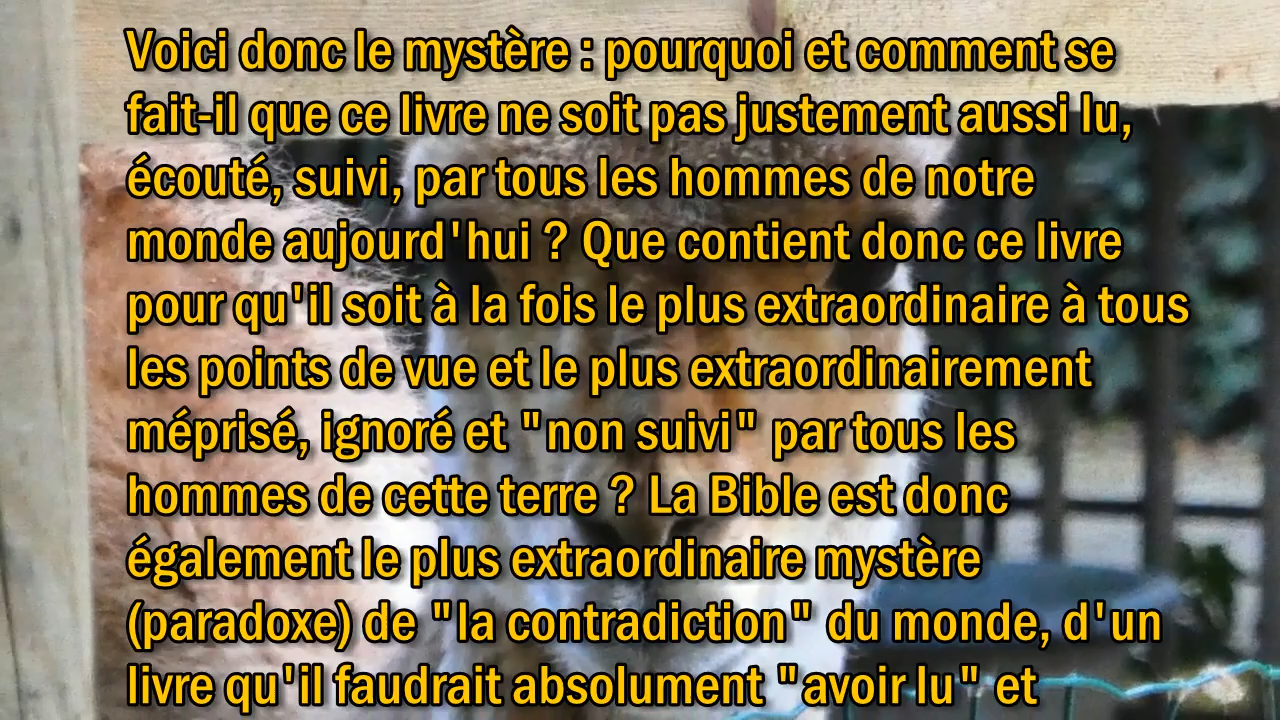 Voici donc le mystère : pourquoi et comment se
fait-il que ce livre ne soit pas justement aussi lu,
écouté, suivi, par tous les hommes de notre
monde aujourd'hui ? Que contient donc ce livre
pour qu'il soit à la fois le plus extraordinaire à tous
les points de vue et le plus extraordinairement
méprisé, ignoré et "non suivi" par tous les
hommes de cette terre ? La Bible est donc
également le plus extraordinaire mystère
(paradoxe) de "la contradiction" du monde, d'un
livre qu'il faudrait absolument "avoir lu" et